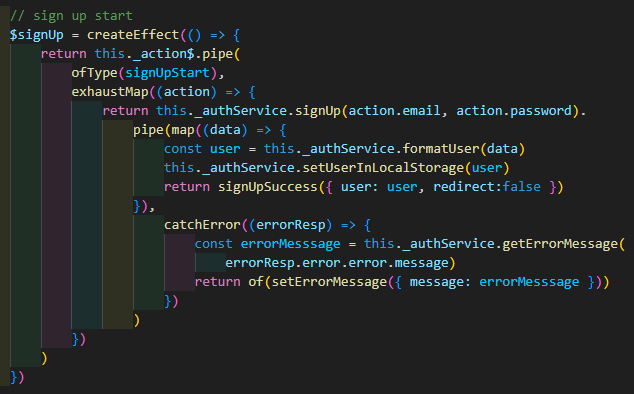 // sign up start
$signUp = createEffect(() => {
    return this._action$.pipe(
        ofType(signUpStart),
        exhaustMap((action) => {
            return this._authService.signUp(action.email, action.password).
                pipe(map((data) => {
                    const user = this._authService.formatUser(data)
                    this._authService.setUserInLocalStorage(user)
                    return signUpSuccess({ user: user, redirect:false })
                }),
                    catchError((errorResp) => {
                        const errorMesssage = this._authService.getErrorMessage(
                            errorResp.error.error.message)
                        return of(setErrorMessage({ message: errorMesssage }))
                    })
                )
        })
    )
})